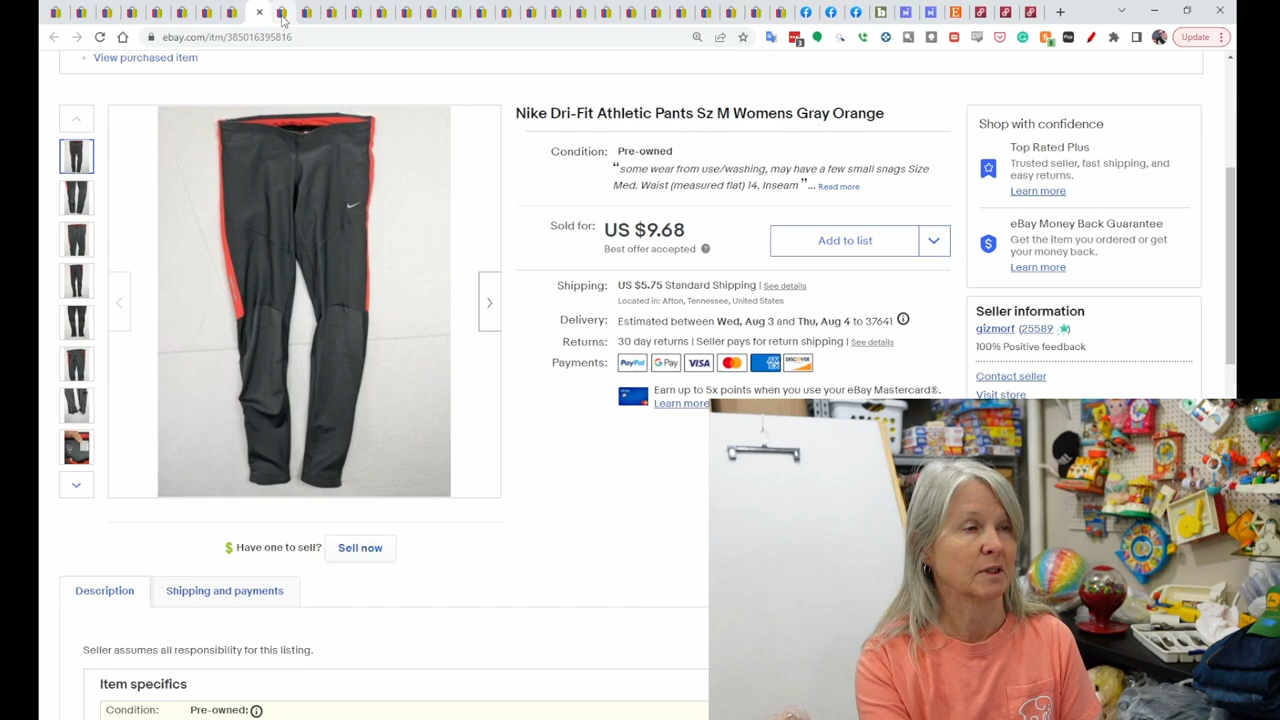 ebay.com/itm/385016395816
Update
View purchased item
Nike Dri-Fit Athletic Pants Sz M Womens Gray Orange
Condition: Pre-owned
“some wear from use/washing, may have a few small snags Size
Med. Waist (measured flat) 14. Inseam ”... Read more
Sold for: US $9.68
Best offer accepted
Add to list
Shipping: US $5.75 Standard Shipping | See details
Located in: Afton, Tennessee, United States
Delivery: Estimated between Wed, Aug 3 and Thu, Aug 4 to 37641
Returns: 30 day returns | Seller pays for return shipping | See details
Payments: PayPal G Pay VISA DISCOVER
Earn up to 5x points when you use your eBay Mastercard®.
Learn more
Shop with confidence
Top Rated Plus
Trusted seller, fast shipping, and
easy returns.
Learn more
eBay Money Back Guarantee
Get the item you ordered or get
your money back.
Learn more
Seller information
gizmorf (25589 )
100% Positive feedback
Contact seller
Visit store
Have one to sell? Sell now
Description
Shipping and payments
Seller assumes all responsibility for this listing.
Item specifics
Condition: Pre-owned: